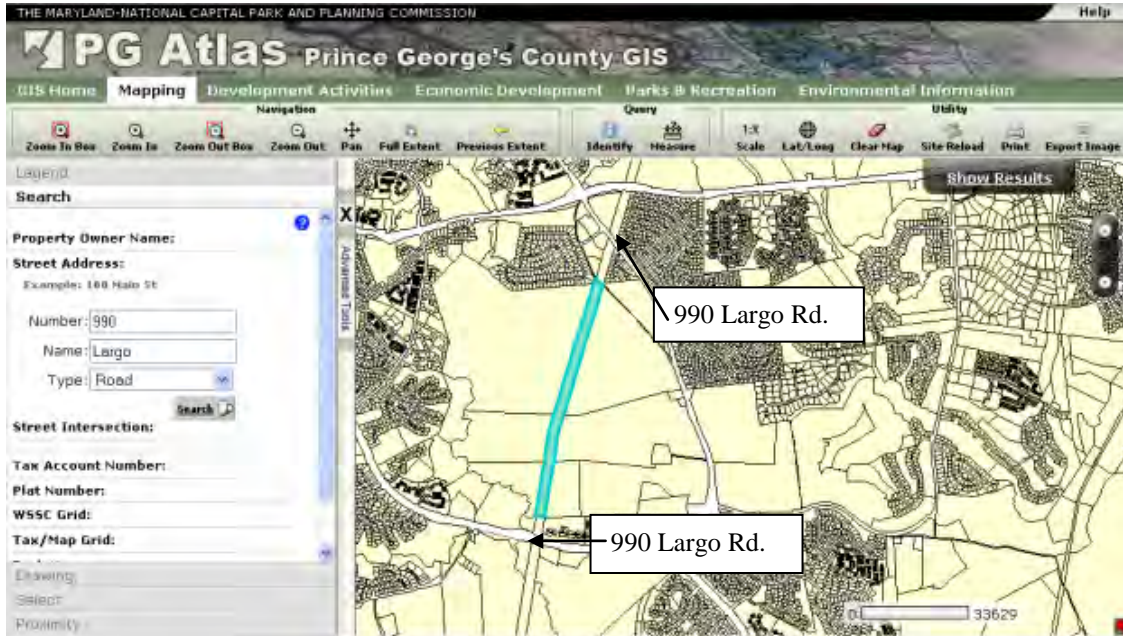 THE MARYLAND-NATIONAL CAPITAL PARK AND PLANNING COMMISSION
Help
PG Atlas Prince George's County GIS
GIS Home Mapping Development Activities Economic Development Parks & Recreation Environmental Information
Navigation Query Utility
Zoom In Box Zoom In Zoom Out Box Zoom Out Pan Full Extent Previous Extent Identify Measure Scale Lat/Long Clear Map Site Reload Print Export Image
1:X
Legend
Show Results
Search
X
?
Property Owner Name:
Street Address:
Example: 100 Main St
Advanced Tools
Number: 990
990 Largo Rd.
Name: Largo
Type: Road
Search
Street Intersection:
Tax Account Number:
Plat Number:
WSSC Grid:
Tax/Map Grid:
990 Largo Rd.
Drawing
Select
0 33629
Proximity